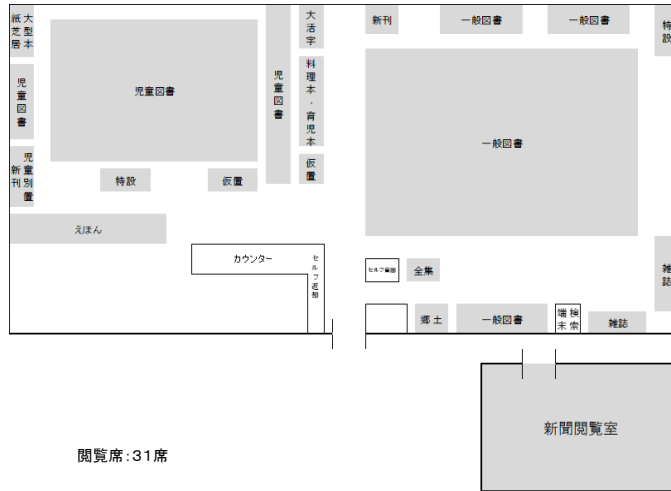 大型本
紙芝居
児童図書
大活字
新刊
一般図書
一般図書
特設
児童図書
児童図書
料理本・育児本
一般図書
児童別置
新刊
特設
仮置
仮置
えほん
カウンター
セルフ返却
セルフ貸出
全集
雑誌
郷土
一般図書
検索
端末
雑誌
新聞閲覧室
閲覧席:31席